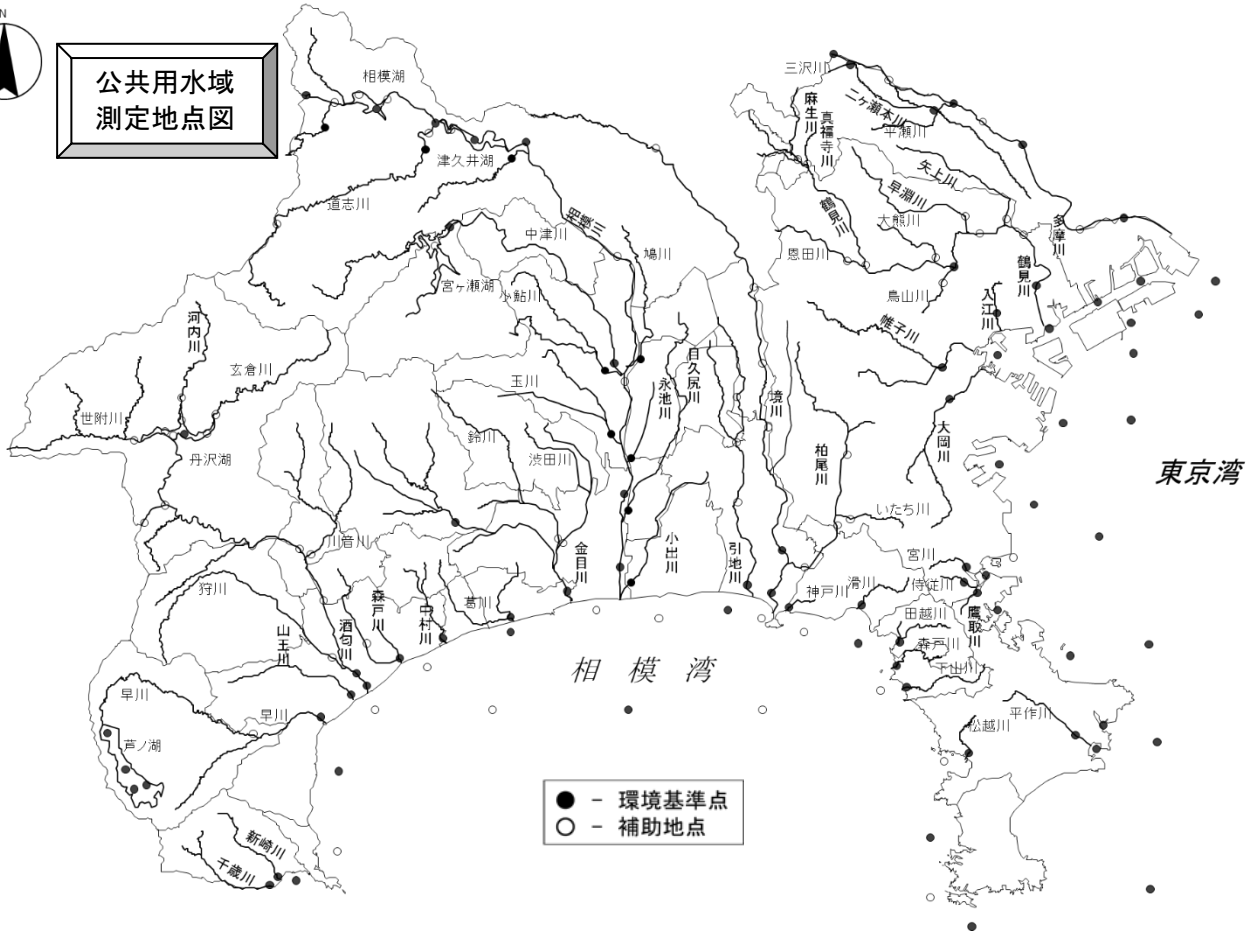 N
公共用水域
測定地点図
相模湖
津久井湖
道志川
相模川
中津川
鳩川
宮ヶ瀬湖
小鮎川
三沢川
麻生川
真福寺川
二ヶ領本川
平瀬川
矢上川
早淵川
大熊川
鶴見川
恩田川
多摩川
鶴見川
鳥山川
入江川
帷子川
河内川
玄倉川
世附川
丹沢湖
玉川
永池川
目久尻川
境川
鈴川
渋田川
柏尾川
大岡川
東京湾
いたち川
川音川
金目川
小出川
引地川
神戸川
滑川
宮川
侍従川
鷹取川
田越川
森戸川
下山川
狩川
山王川
酒匂川
森戸川
中村川
葛川
相模湾
早川
早川
芦ノ湖
松越川
平作川
新崎川
千歳川
● - 環境基準点
○ - 補助地点